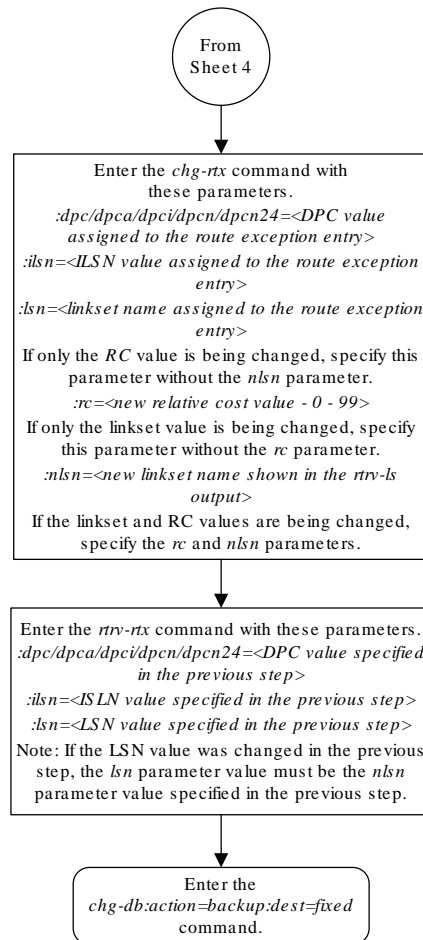 From
Sheet 4
Enter the chg-rtx command with
these parameters.
:dpc/dpca/dpci/dpcn/dpcn24=<DPC value
assigned to the route exception entry>
:ilsn=<ILSN value assigned to the route exception
entry>
:lsn=<linkset name assigned to the route exception
entry>
If only the RC value is being changed, specify this
parameter without the nlsn parameter.
:rc=<new relative cost value - 0 - 99>
If only the linkset value is being changed, specify
this parameter without the rc parameter.
:nlsn=<new linkset name shown in the rtrv-ls
output>
If the linkset and RC values are being changed,
specify the rc and nlsn parameters.
Enter the rtrv-rtx command with these parameters.
:dpc/dpca/dpci/dpcn/dpcn24=<DPC value specified
in the previous step>
:ilsn=<ISLN value specified in the previous step>
:lsn=<LSN value specified in the previous step>
Note: If the LSN value was changed in the previous
step, the lsn parameter value must be the nlsn
parameter value specified in the previous step.
Enter the
chg-db:action=backup:dest=fixed
command.